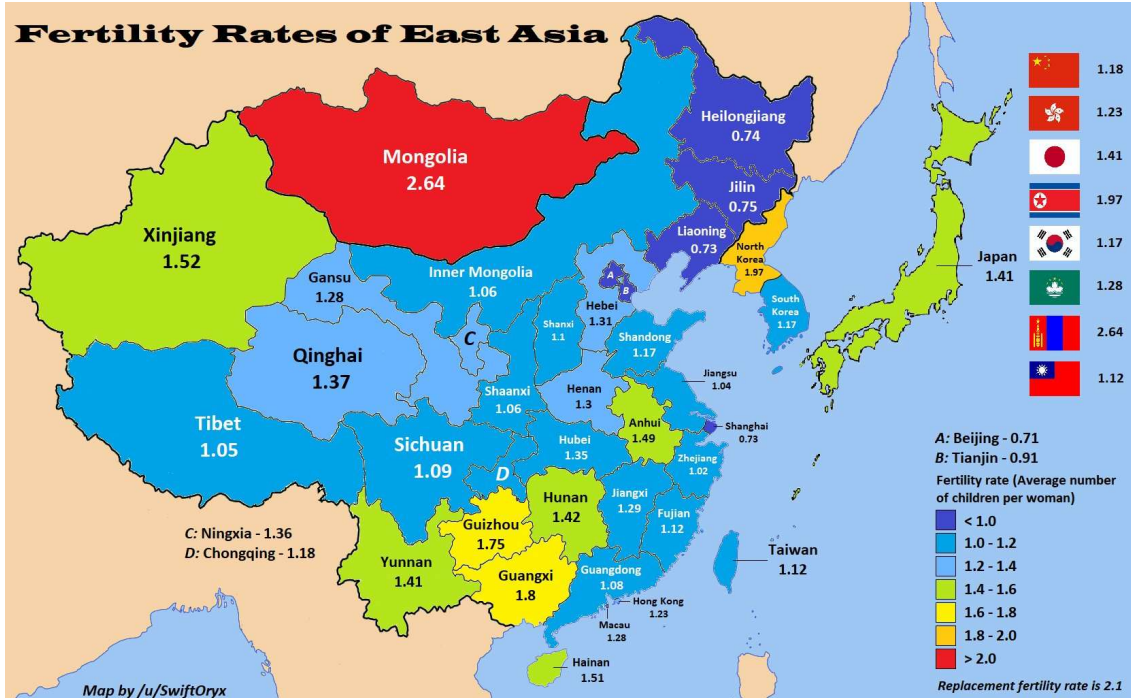 Fertility Rates of East Asia
1.18
1.23
1.41
1.97
1.17
1.28
2.64
1.12
Heilongjiang
0.74
Mongolia
2.64
Jilin
0.75
Xinjiang
1.52
Liaoning
0.73
North
Korea
1.97
Japan
1.41
Gansu
1.28
Inner Mongolia
1.06
A
B
Hebei
1.31
South
Korea
1.17
Shanxi
1.1
Shandong
1.17
C
Qinghai
1.37
Jiangsu
1.04
Shaanxi
1.06
Henan
1.3
Tibet
1.05
Anhui
1.49
Shanghai
0.73
Sichuan
1.09
Hubei
1.35
Zhejiang
1.02
D
Hunan
1.42
Jiangxi
1.29
Fujian
1.12
Guizhou
1.75
Yunnan
1.41
Guangxi
1.8
Guangdong
1.08
Taiwan
1.12
Hong Kong
1.23
Macau
1.28
Hainan
1.51
C: Ningxia - 1.36
D: Chongqing - 1.18
A: Beijing - 0.71
B: Tianjin - 0.91
Fertility rate (Average number
of children per woman)
< 1.0
1.0 - 1.2
1.2 - 1.4
1.4 - 1.6
1.6 - 1.8
1.8 - 2.0
> 2.0
Map by /u/SwiftOryx
Replacement fertility rate is 2.1